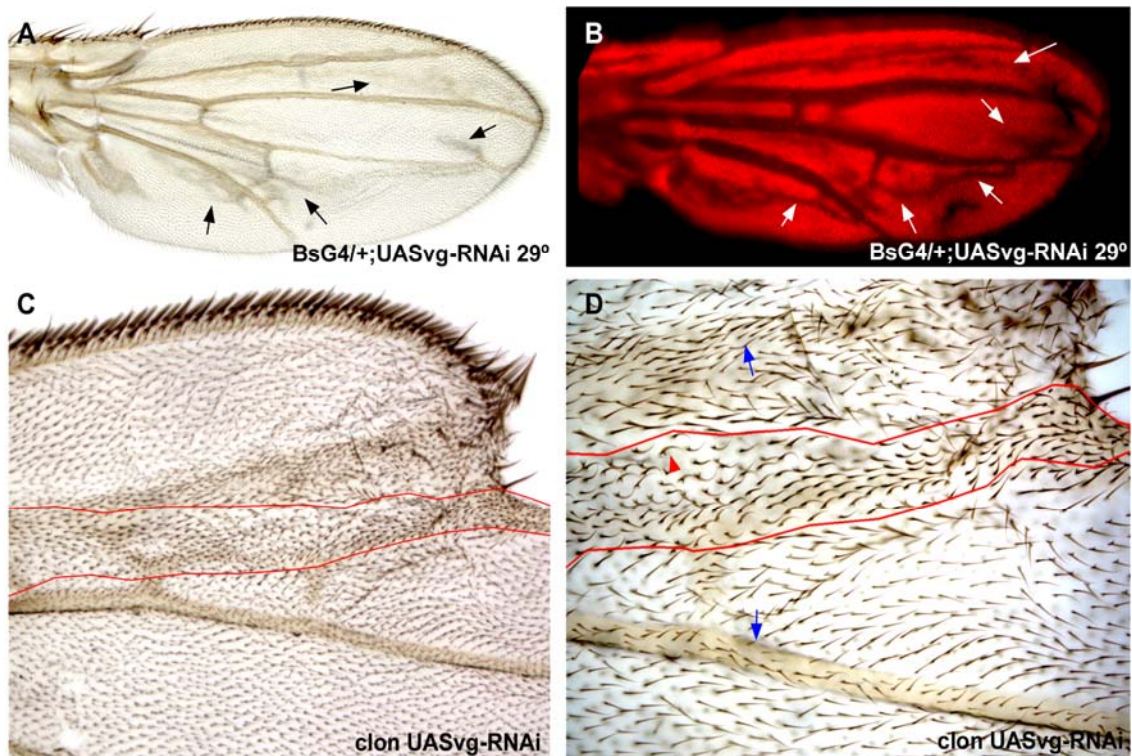 A
BsG4/+;UASvg-RNAi 29º
B
BsG4/+;UASvg-RNAi 29º
C
clon UASvg-RNAi
D
clon UASvg-RNAi